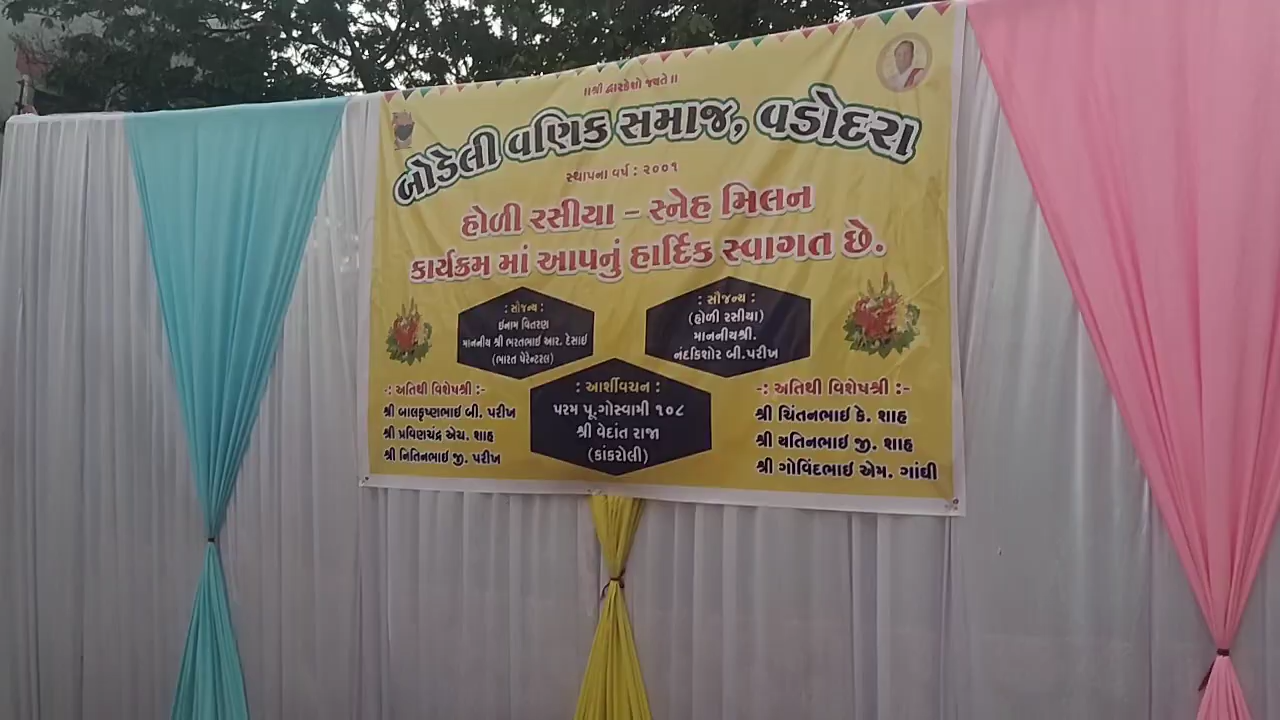 ॥શ્રી દ્વારકેશો જયતે॥
બોડેલી વણિક સમાજ, વડોદરા
સ્થાપના વર્ષ : ૨૦૦૧
હોળી રસીયા – સ્નેહ મિલન
કાર્યક્રમ માં આપનું હાર્દિક સ્વાગત છે.
: સૌજન્ય :
ઈનામ વિતરણ
માનનીય શ્રી ભરતભાઈ આર. દેસાઈ
(ભારત પેરેન્ટરલ)
: સૌજન્ય :
(હોળી રસીયા)
માનનીયશ્રી.
નંદકિશોર બી.પરીખ
-: અતિથી વિશેષશ્રી :-
શ્રી બાલકૃષ્ણભાઈ બી. પરીખ
શ્રી પ્રવિણચંદ્ર એચ. શાહ
શ્રી નિતિનભાઈ જી. પરીખ
: આર્શીવચન :
પરમ પૂ.ગોસ્વામી ૧૦૮
શ્રી વેદાંત રાજા
(કાંકરોલી)
-: અતિથી વિશેષશ્રી :-
શ્રી ચિંતનભાઈ કે. શાહ
શ્રી યતિનભાઈ જી. શાહ
શ્રી ગોવિંદભાઈ એમ. ગાંધી